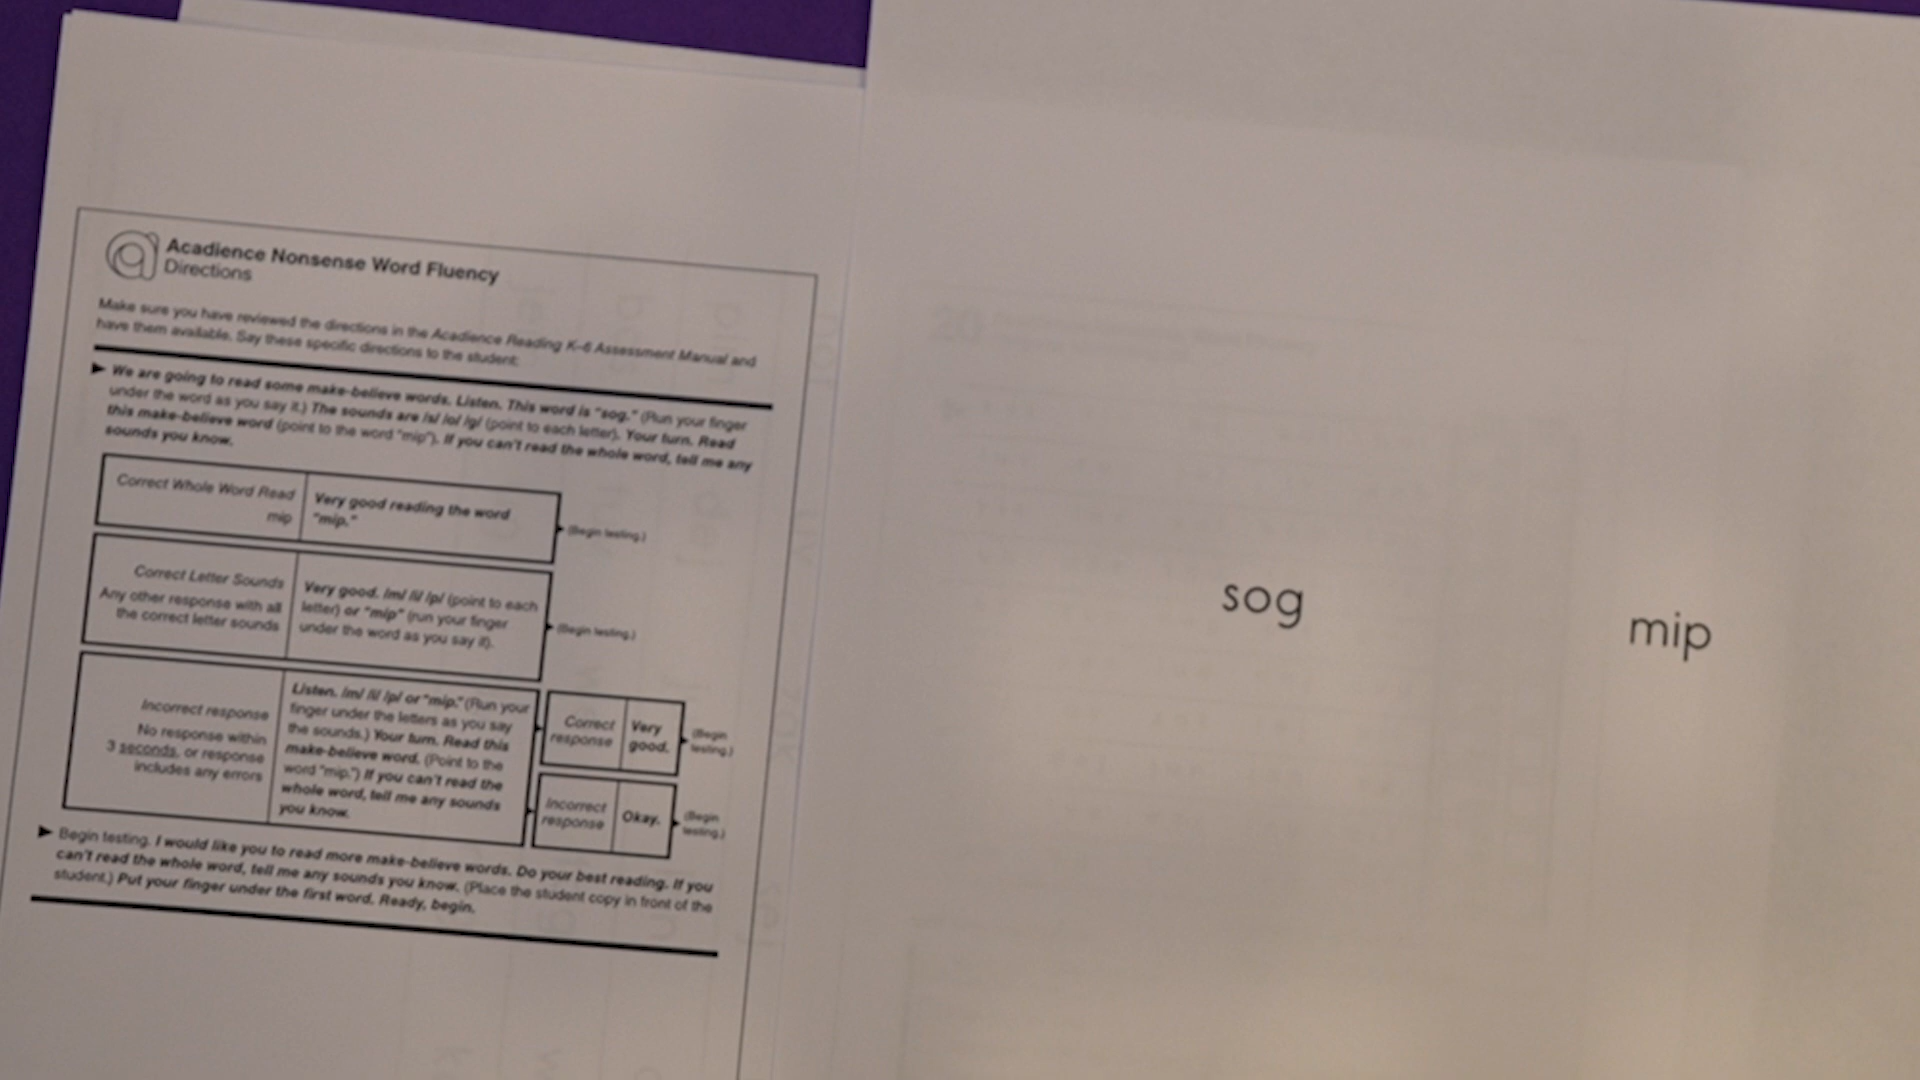 Acadience Nonsense Word Fluency
Directions
Make sure you have reviewed the directions in the Acadience Reading K–6 Assessment Manual and
have them available. Say these specific directions to the student:
► We are going to read some make-believe words. Listen. This word is "sog." (Run your finger
under the word as you say it.) The sounds are /s/ /o/ /g/ (point to each letter). Your turn. Read
this make-believe word (point to the word "mip"). If you can't read the whole word, tell me any
sounds you know.
Correct Whole Word Read
mip
Very good reading the word
"mip."
(Begin testing.)
Correct Letter Sounds
Any other response with all
the correct letter sounds
Very good. /m/ /i/ /p/ (point to each
letter) or "mip" (run your finger
under the word as you say it).
(Begin testing.)
Incorrect response
No response within
3 seconds, or response
includes any errors
Listen. /m/ /i/ /p/ or "mip." (Run your
finger under the letters as you say
the sounds.) Your turn. Read this
make-believe word. (Point to the
word "mip.") If you can't read the
whole word, tell me any sounds
you know.
Correct
response
Very
good.
(Begin
testing.)
Incorrect
response
Okay.
(Begin
testing.)
► Begin testing. I would like you to read more make-believe words. Do your best reading. If you
can't read the whole word, tell me any sounds you know. (Place the student copy in front of the
student.) Put your finger under the first word. Ready, begin.
sog
mip